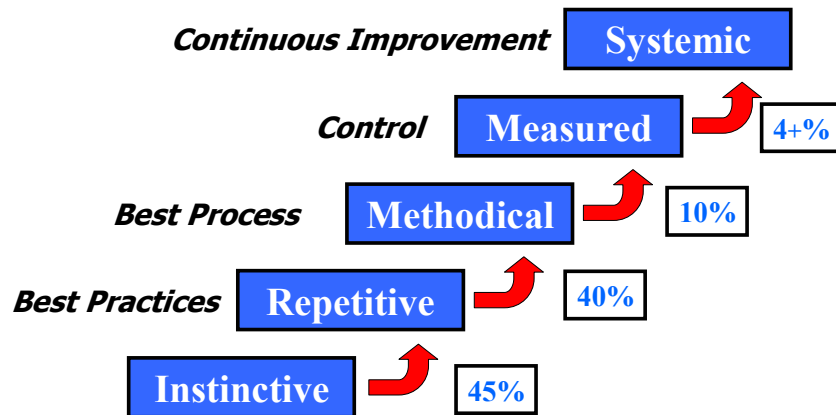 Continuous Improvement Systemic
Control Measured 4+%
Best Process Methodical 10%
Best Practices Repetitive 40%
Instinctive 45%